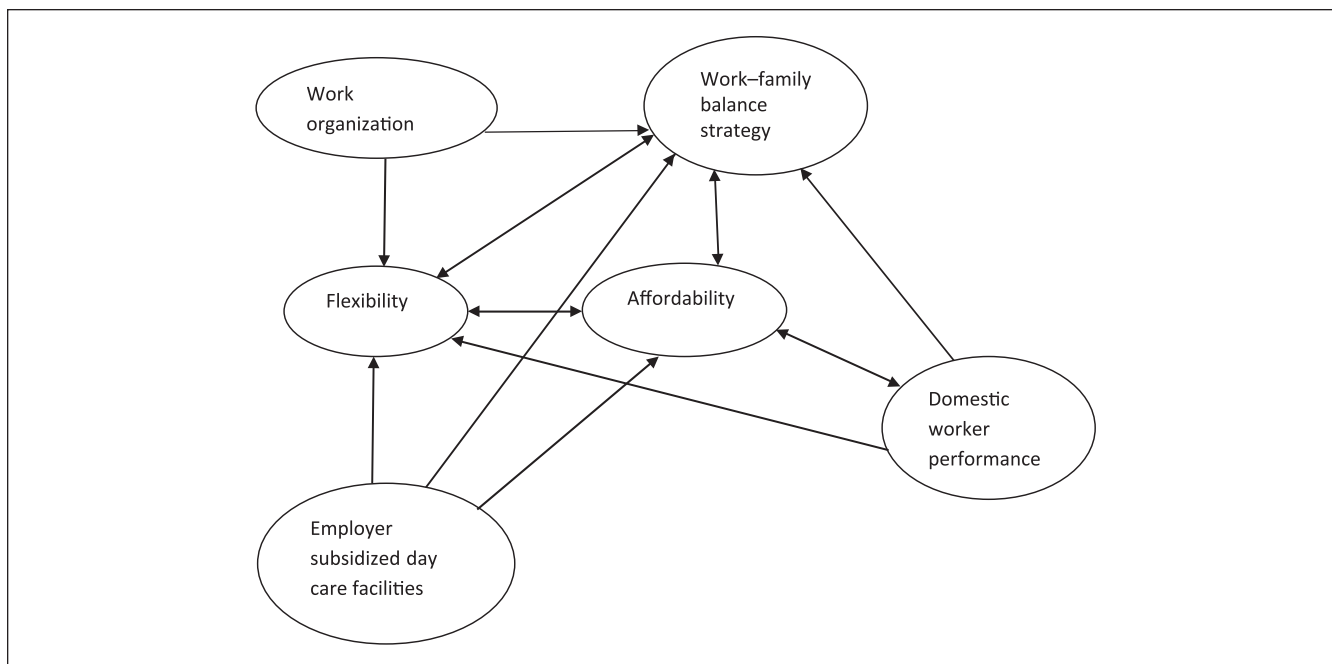 Work
organization
Work–family
balance
strategy
Flexibility
Affordability
Domestic
worker
performance
Employer
subsidized day
care facilities